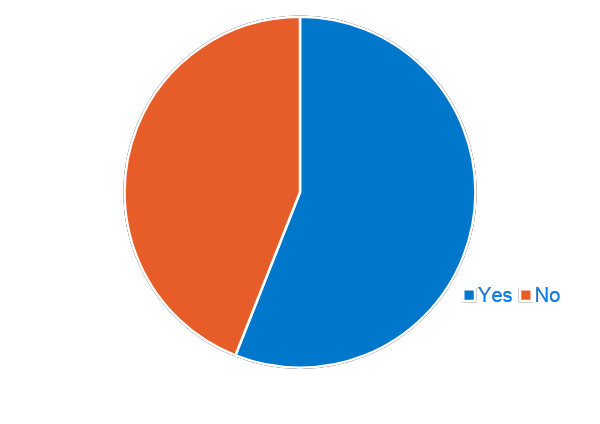 Yes No